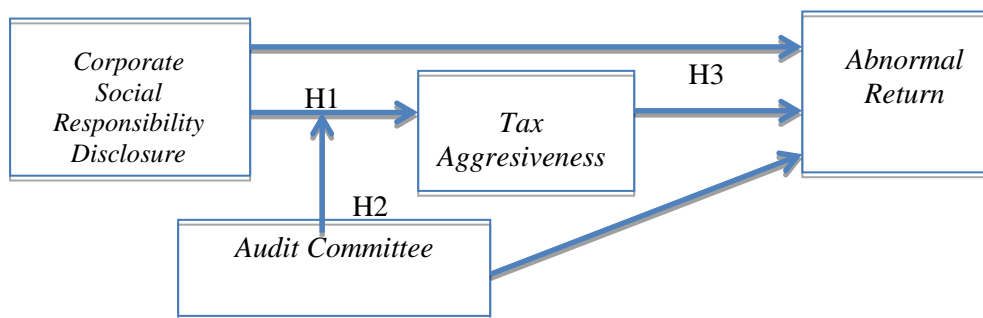 Corporate
Social
Responsibility
Disclosure
H1
Tax
Aggresiveness
H3
Abnormal
Return
H2
Audit Committee